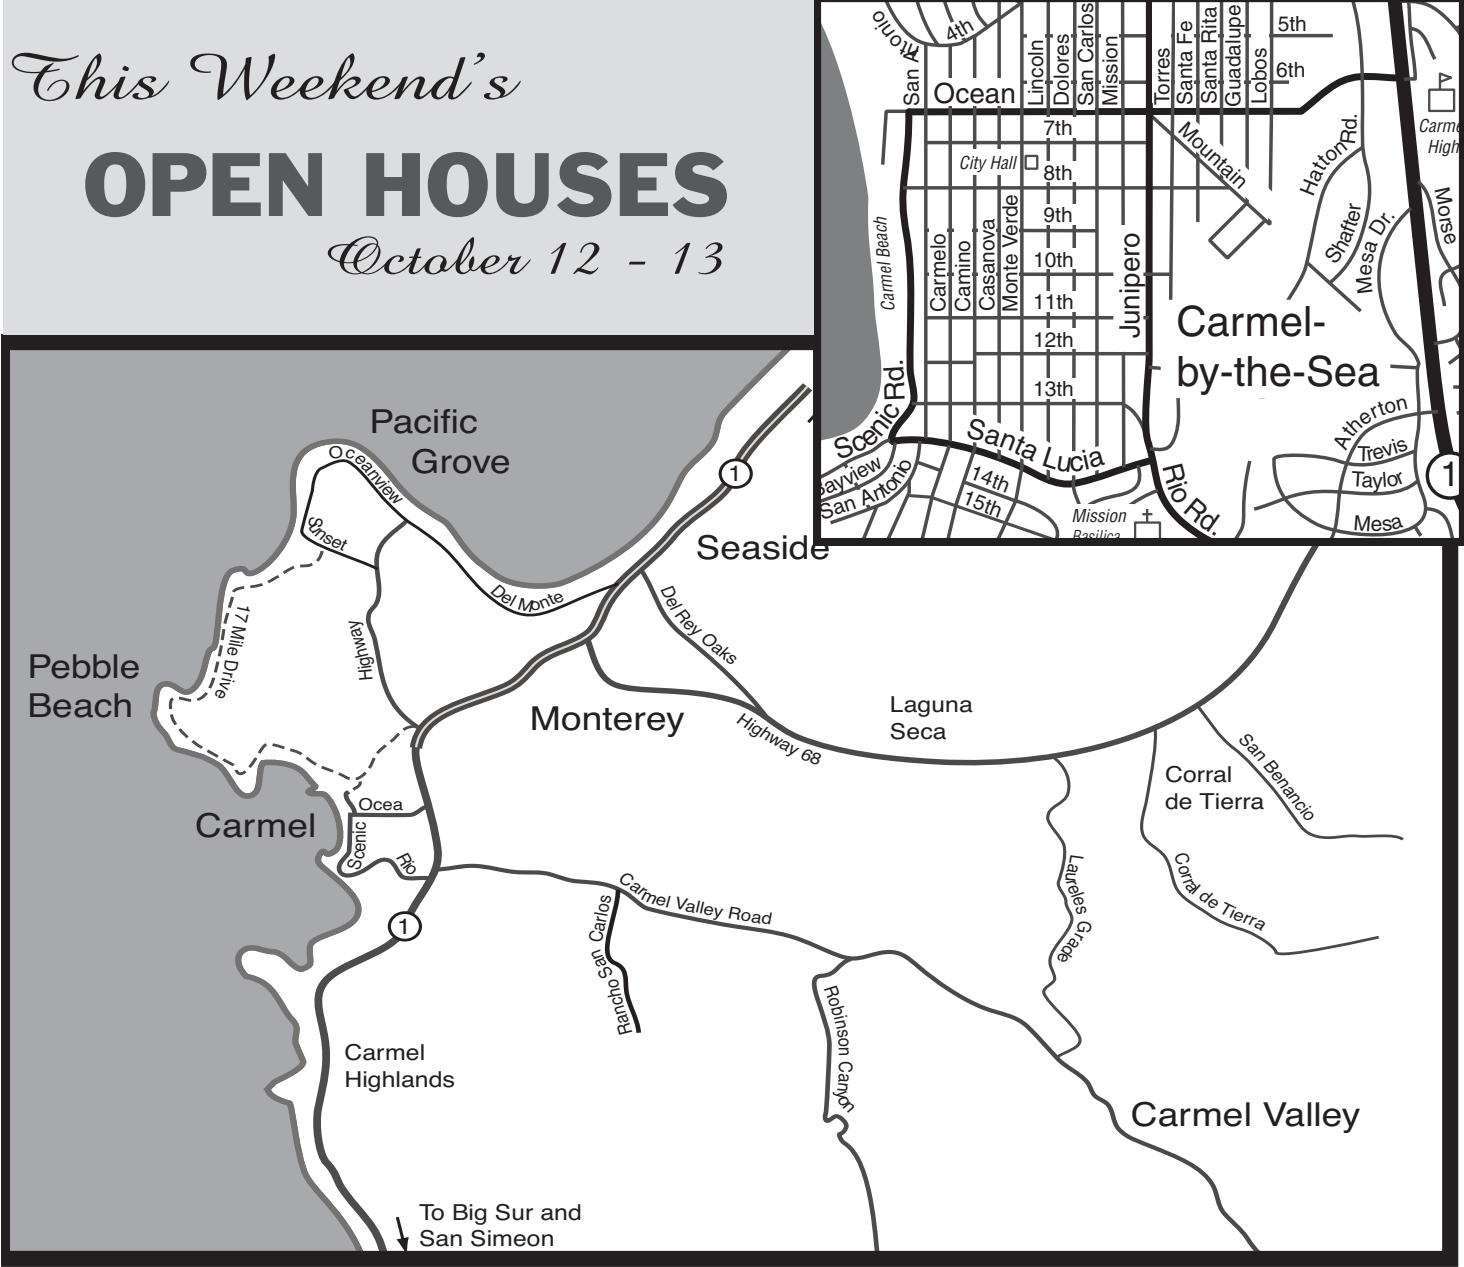 This Weekend's
OPEN HOUSES
October 12 - 13
San Antonio
4th
Lincoln
Dolores
San Carlos
Mission
Torres
Santa Fe
Santa Rita
Guadalupe
Lobos
5th
6th
Ocean
7th
City Hall
8th
9th
10th
11th
12th
13th
Carmel Beach
Carmelo
Camino
Casanova
Monte Verde
Junipero
Mountain
Hatton Rd.
Shafter
Mesa Dr.
Morse
Carme
High
Carmel-
by-the-Sea
Scenic Rd.
Santa Lucia
Bayview
San Antonio
14th
15th
Mission
Basilica
Rio Rd.
Atherton
Trevis
Taylor
Mesa
1
Pacific
Grove
Oceanview
Sunset
1
Seaside
Del Monte
Del Rey Oaks
17 Mile Drive
Highway
Pebble
Beach
Monterey
Highway 68
Laguna
Seca
San Benancio
Corral
de Tierra
Corral de Tierra
Carmel
Ocea
Scenic
Rio
1
Carmel Valley Road
Rancho San Carlos
Laureles Grade
Robinson Canyon
Carmel
Highlands
Carmel Valley
To Big Sur and
San Simeon